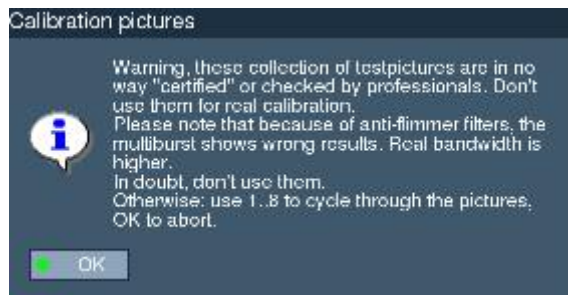 Calibration pictures
Warning, these collection of testpictures are in no
way "certified" or checked by professionals. Don't
use them for real calibration.
Please note that because of anti-flimmer filters, the
multiburst shows wrong results. Real bandwidth is
higher.
In doubt, don't use them.
Otherwise: use 1..8 to cycle through the pictures,
OK to abort.
OK